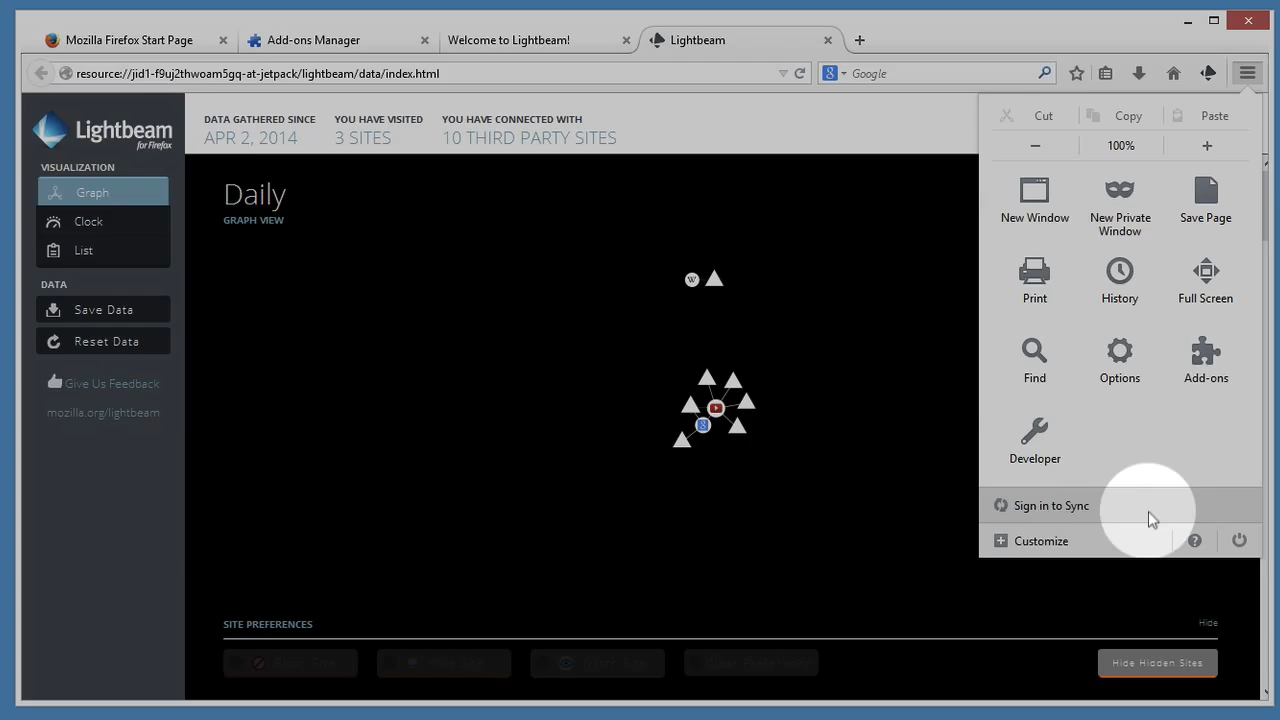 Mozilla Firefox Start Page
Add-ons Manager
Welcome to Lightbeam!
Lightbeam
resource://jid1-f9uj2thwoam5gq-at-jetpack/lightbeam/data/index.html
Google
Lightbeam
for Firefox
DATA GATHERED SINCE
APR 2, 2014
YOU HAVE VISITED
3 SITES
YOU HAVE CONNECTED WITH
10 THIRD PARTY SITES
VISUALIZATION
Graph
Clock
List
DATA
Save Data
Reset Data
Give Us Feedback
mozilla.org/lightbeam
Daily
GRAPH VIEW
W
Cut
Copy
Paste
100%
New Window
New Private
Window
Save Page
Print
History
Full Screen
Find
Options
Add-ons
Developer
Sign in to Sync
Customize
SITE PREFERENCES
Hide
Hide Hidden Sites